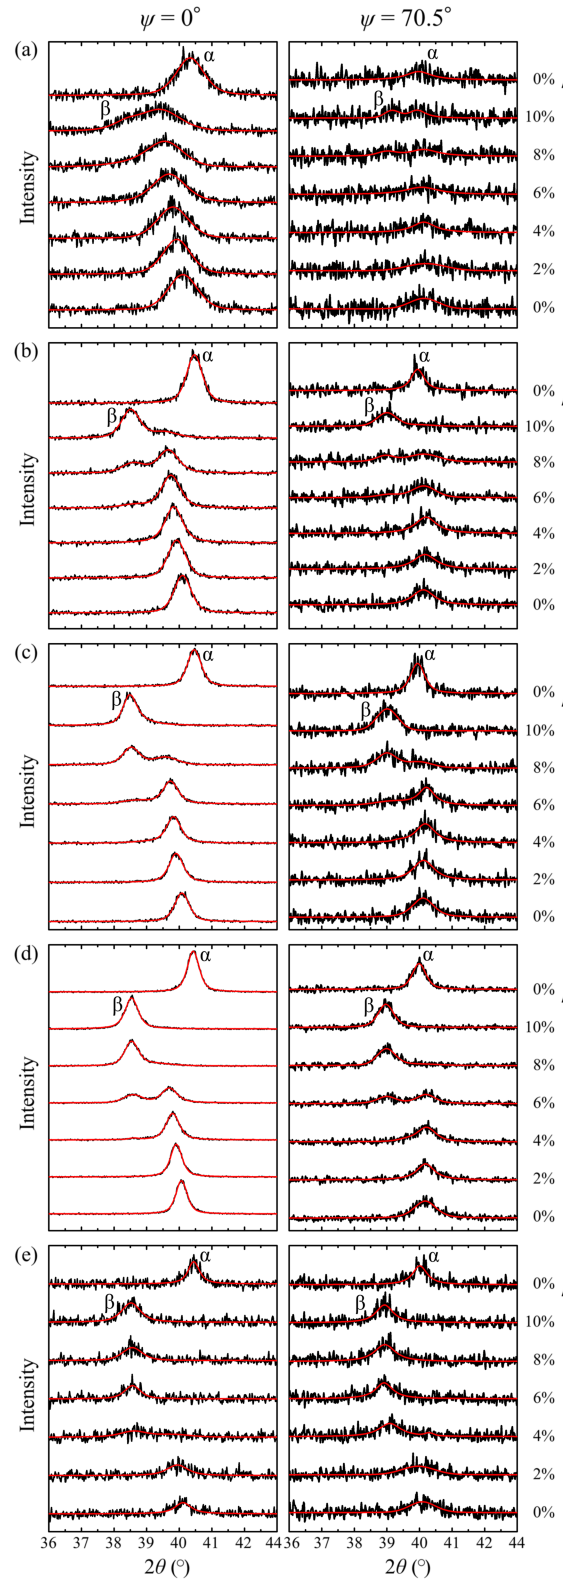 ψ = 0° ψ = 70.5°
(a) α α 0%
β β 10%
8%
Intensity 6%
4%
2%
0%
(b) α α 0%
β β 10%
8%
Intensity 6%
4%
2%
0%
(c) α α 0%
β β 10%
8%
Intensity 6%
4%
2%
0%
(d) α α 0%
β β 10%
8%
Intensity 6%
4%
2%
0%
(e) α α 0%
β β 10%
8%
Intensity 6%
4%
2%
0%
36 37 38 39 40 41 42 43 44 36 37 38 39 40 41 42 43 44
2θ (°) 2θ (°)